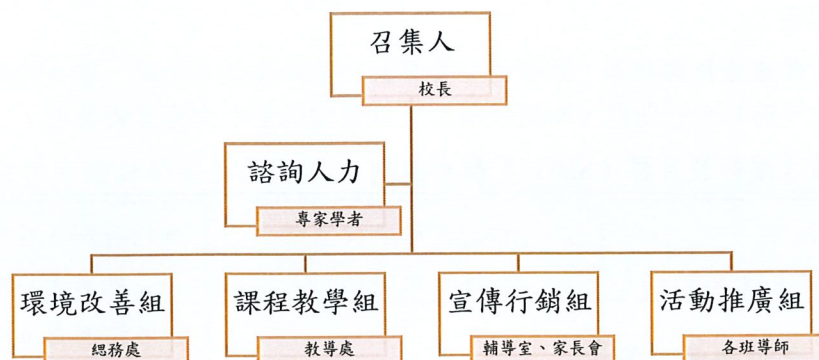 召集人
校長
諮詢人力
專家學者
環境改善組
總務處
課程教學組
教導處
宣傳行銷組
輔導室、家長會
活動推廣組
各班導師